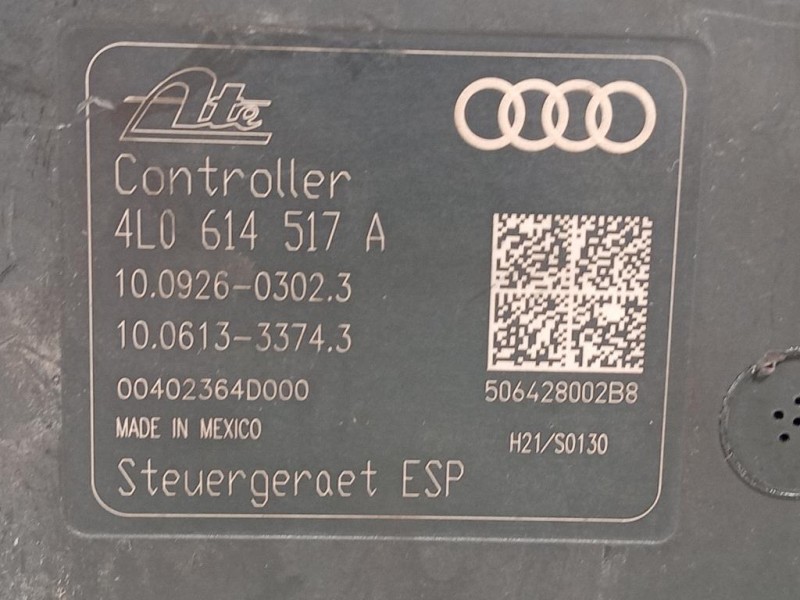 Ate
Controller
4L0 614 517 A
10.0926-0302.3
10.0613-3374.3
00402364D000
506428002B8
MADE IN MEXICO
H21/S0130
Steuergeraet ESP